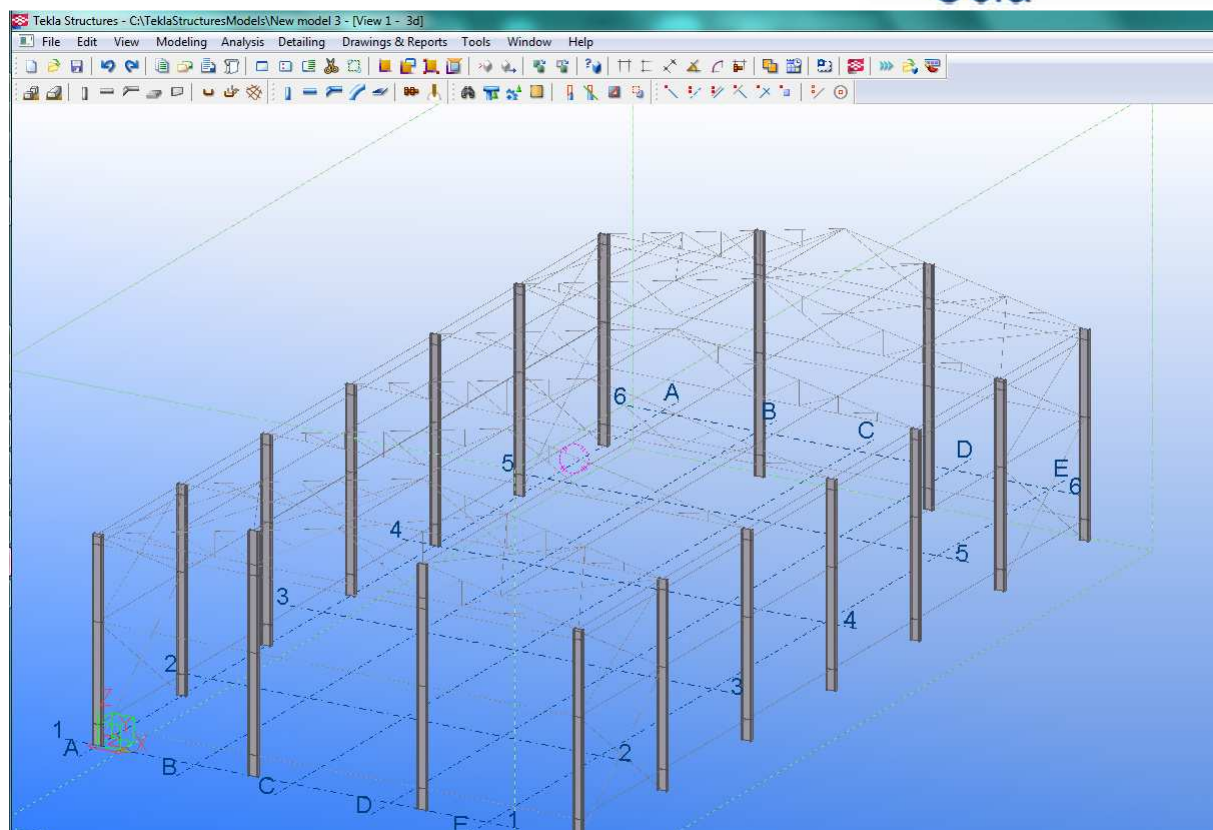 Tekla Structures - C:\TeklaStructuresModels\New model 3 - [View 1 - 3d]
File Edit View Modeling Analysis Detailing Drawings & Reports Tools Window Help
6 A
B
C
D
E
6
5
5
4
4
3
3
2
2
1
A
Z
X
B
C
D
E 1